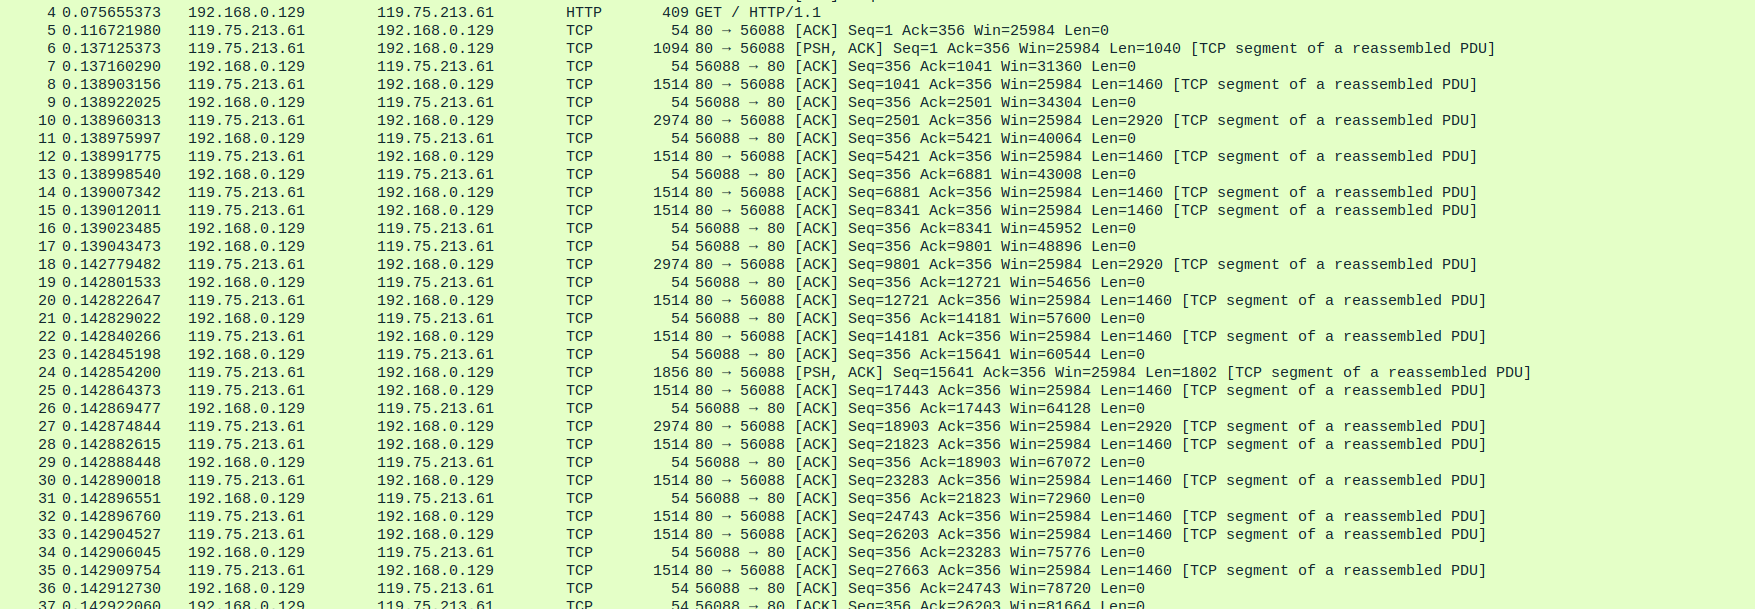 4 0.075655373 192.168.0.129 119.75.213.61 HTTP 409 GET / HTTP/1.1
5 0.116721980 119.75.213.61 192.168.0.129 TCP 54 80 → 56088 [ACK] Seq=1 Ack=356 Win=25984 Len=0
6 0.137125373 119.75.213.61 192.168.0.129 TCP 1094 80 → 56088 [PSH, ACK] Seq=1 Ack=356 Win=25984 Len=1040 [TCP segment of a reassembled PDU]
7 0.137160290 192.168.0.129 119.75.213.61 TCP 54 56088 → 80 [ACK] Seq=356 Ack=1041 Win=31360 Len=0
8 0.138903156 119.75.213.61 192.168.0.129 TCP 1514 80 → 56088 [ACK] Seq=1041 Ack=356 Win=25984 Len=1460 [TCP segment of a reassembled PDU]
9 0.138922025 192.168.0.129 119.75.213.61 TCP 54 56088 → 80 [ACK] Seq=356 Ack=2501 Win=34304 Len=0
10 0.138960313 119.75.213.61 192.168.0.129 TCP 2974 80 → 56088 [ACK] Seq=2501 Ack=356 Win=25984 Len=2920 [TCP segment of a reassembled PDU]
11 0.138975997 192.168.0.129 119.75.213.61 TCP 54 56088 → 80 [ACK] Seq=356 Ack=5421 Win=40064 Len=0
12 0.138991775 119.75.213.61 192.168.0.129 TCP 1514 80 → 56088 [ACK] Seq=5421 Ack=356 Win=25984 Len=1460 [TCP segment of a reassembled PDU]
13 0.138998540 192.168.0.129 119.75.213.61 TCP 54 56088 → 80 [ACK] Seq=356 Ack=6881 Win=43008 Len=0
14 0.139007342 119.75.213.61 192.168.0.129 TCP 1514 80 → 56088 [ACK] Seq=6881 Ack=356 Win=25984 Len=1460 [TCP segment of a reassembled PDU]
15 0.139012011 119.75.213.61 192.168.0.129 TCP 1514 80 → 56088 [ACK] Seq=8341 Ack=356 Win=25984 Len=1460 [TCP segment of a reassembled PDU]
16 0.139023485 192.168.0.129 119.75.213.61 TCP 54 56088 → 80 [ACK] Seq=356 Ack=8341 Win=45952 Len=0
17 0.139043473 192.168.0.129 119.75.213.61 TCP 54 56088 → 80 [ACK] Seq=356 Ack=9801 Win=48896 Len=0
18 0.142779482 119.75.213.61 192.168.0.129 TCP 2974 80 → 56088 [ACK] Seq=9801 Ack=356 Win=25984 Len=2920 [TCP segment of a reassembled PDU]
19 0.142801533 192.168.0.129 119.75.213.61 TCP 54 56088 → 80 [ACK] Seq=356 Ack=12721 Win=54656 Len=0
20 0.142822647 119.75.213.61 192.168.0.129 TCP 1514 80 → 56088 [ACK] Seq=12721 Ack=356 Win=25984 Len=1460 [TCP segment of a reassembled PDU]
21 0.142829022 192.168.0.129 119.75.213.61 TCP 54 56088 → 80 [ACK] Seq=356 Ack=14181 Win=57600 Len=0
22 0.142840266 119.75.213.61 192.168.0.129 TCP 1514 80 → 56088 [ACK] Seq=14181 Ack=356 Win=25984 Len=1460 [TCP segment of a reassembled PDU]
23 0.142845198 192.168.0.129 119.75.213.61 TCP 54 56088 → 80 [ACK] Seq=356 Ack=15641 Win=60544 Len=0
24 0.142854200 119.75.213.61 192.168.0.129 TCP 1856 80 → 56088 [PSH, ACK] Seq=15641 Ack=356 Win=25984 Len=1802 [TCP segment of a reassembled PDU]
25 0.142864373 119.75.213.61 192.168.0.129 TCP 1514 80 → 56088 [ACK] Seq=17443 Ack=356 Win=25984 Len=1460 [TCP segment of a reassembled PDU]
26 0.142869477 192.168.0.129 119.75.213.61 TCP 54 56088 → 80 [ACK] Seq=356 Ack=17443 Win=64128 Len=0
27 0.142874844 119.75.213.61 192.168.0.129 TCP 2974 80 → 56088 [ACK] Seq=18903 Ack=356 Win=25984 Len=2920 [TCP segment of a reassembled PDU]
28 0.142882615 119.75.213.61 192.168.0.129 TCP 1514 80 → 56088 [ACK] Seq=21823 Ack=356 Win=25984 Len=1460 [TCP segment of a reassembled PDU]
29 0.142888448 192.168.0.129 119.75.213.61 TCP 54 56088 → 80 [ACK] Seq=356 Ack=18903 Win=67072 Len=0
30 0.142890018 119.75.213.61 192.168.0.129 TCP 1514 80 → 56088 [ACK] Seq=23283 Ack=356 Win=25984 Len=1460 [TCP segment of a reassembled PDU]
31 0.142896551 192.168.0.129 119.75.213.61 TCP 54 56088 → 80 [ACK] Seq=356 Ack=21823 Win=72960 Len=0
32 0.142896760 119.75.213.61 192.168.0.129 TCP 1514 80 → 56088 [ACK] Seq=24743 Ack=356 Win=25984 Len=1460 [TCP segment of a reassembled PDU]
33 0.142904527 119.75.213.61 192.168.0.129 TCP 1514 80 → 56088 [ACK] Seq=26203 Ack=356 Win=25984 Len=1460 [TCP segment of a reassembled PDU]
34 0.142906045 192.168.0.129 119.75.213.61 TCP 54 56088 → 80 [ACK] Seq=356 Ack=23283 Win=75776 Len=0
35 0.142909754 119.75.213.61 192.168.0.129 TCP 1514 80 → 56088 [ACK] Seq=27663 Ack=356 Win=25984 Len=1460 [TCP segment of a reassembled PDU]
36 0.142912730 192.168.0.129 119.75.213.61 TCP 54 56088 → 80 [ACK] Seq=356 Ack=24743 Win=78720 Len=0
37 0.142922060 192.168.0.129 119.75.213.61 TCP 54 56088 → 80 [ACK] Seq=356 Ack=26203 Win=81664 Len=0